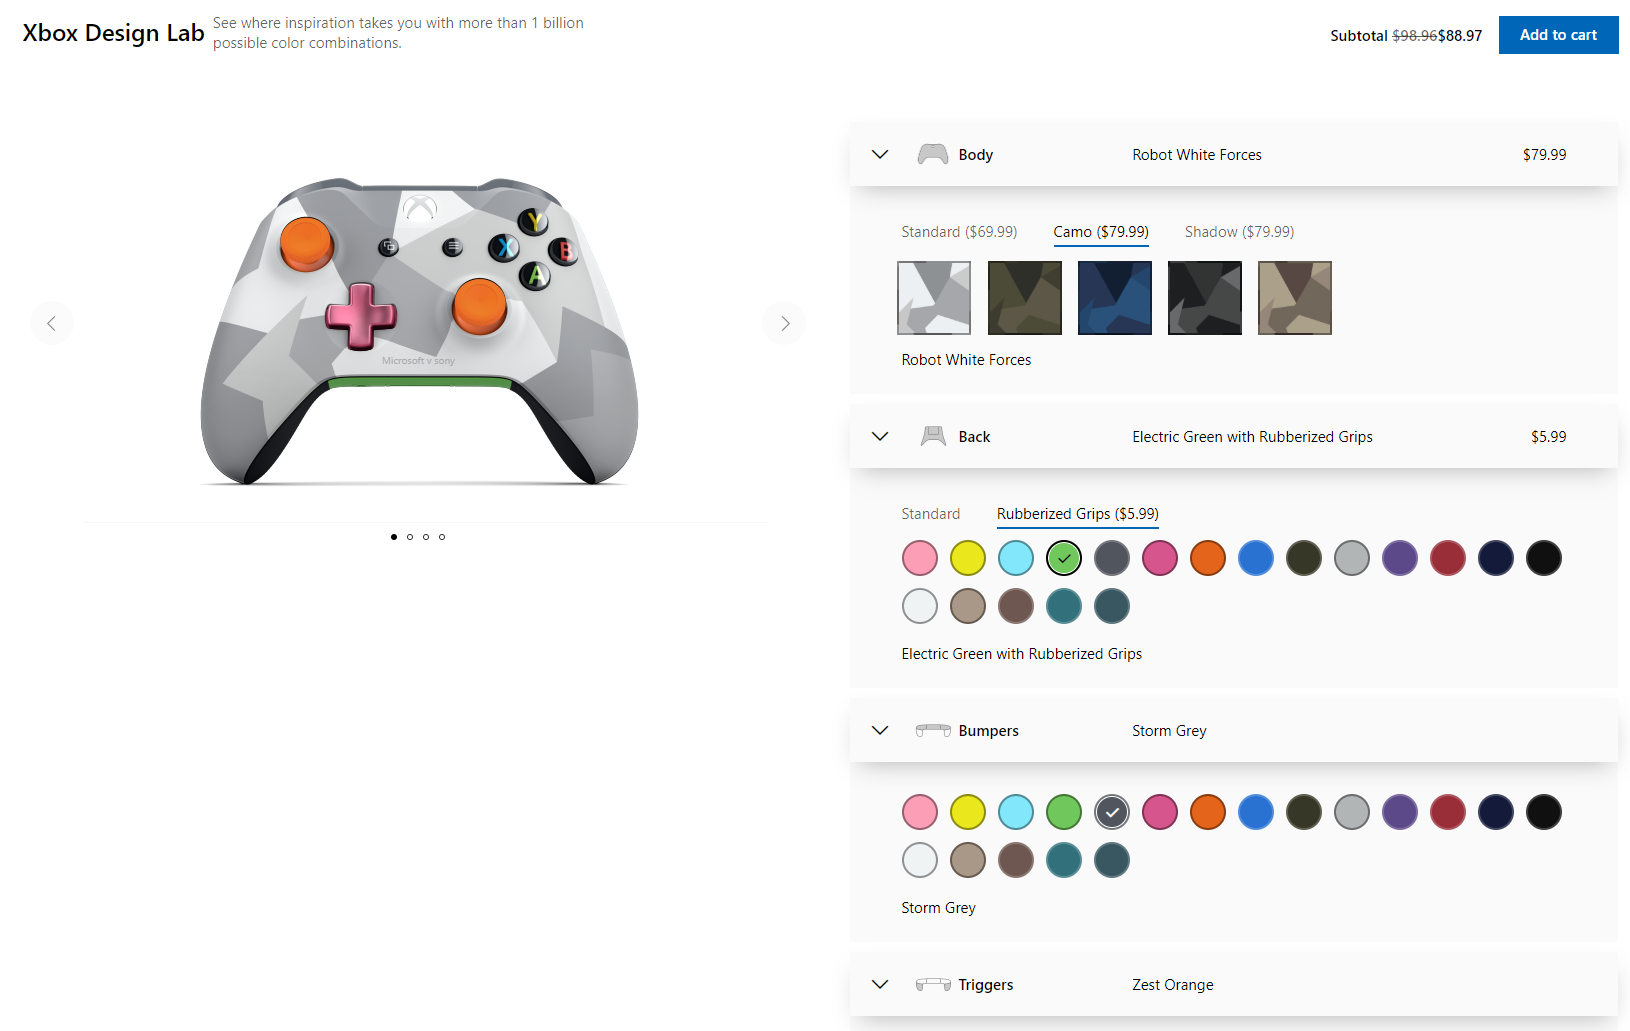 Xbox Design Lab
See where inspiration takes you with more than 1 billion
possible color combinations.
Subtotal $98.96$88.97
Add to cart
Y
X
B
A
Microsoft v sony
Body
Robot White Forces
$79.99
Standard ($69.99)
Camo ($79.99)
Shadow ($79.99)
Robot White Forces
Back
Electric Green with Rubberized Grips
$5.99
Standard
Rubberized Grips ($5.99)
Electric Green with Rubberized Grips
Bumpers
Storm Grey
Storm Grey
Triggers
Zest Orange